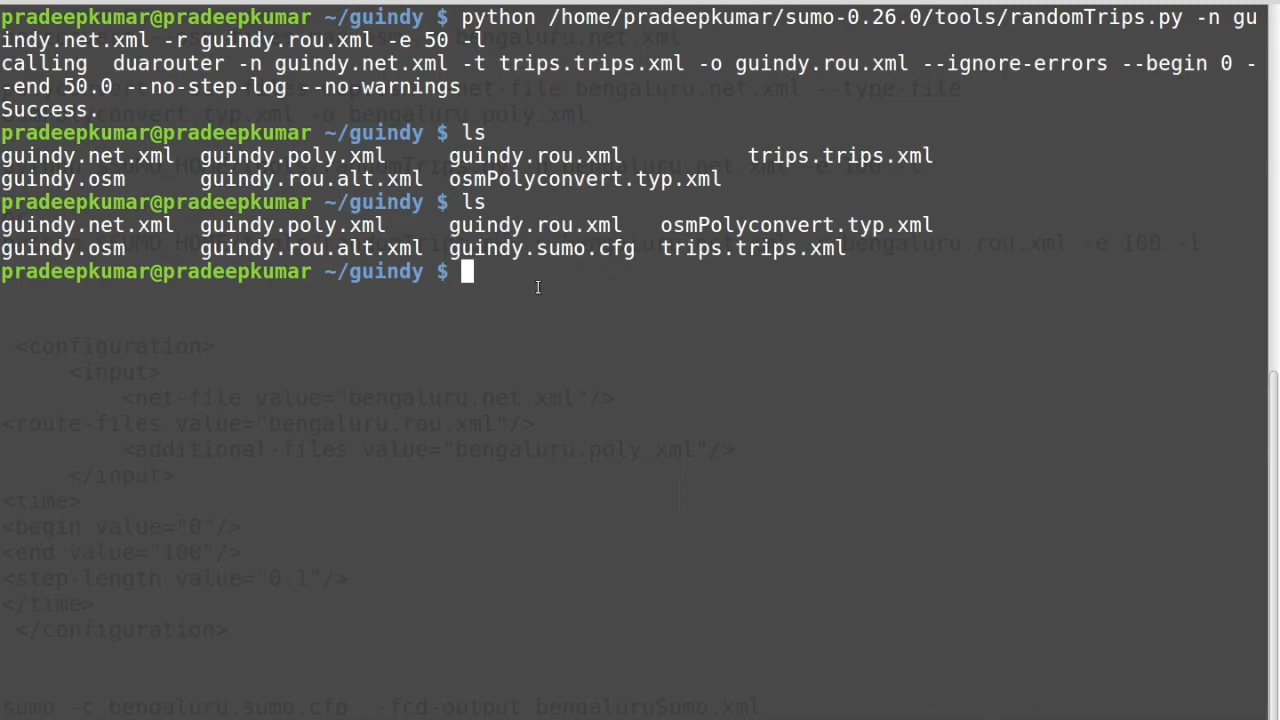 pradeepkumar@pradeepkumar ~/guindy $ python /home/pradeepkumar/sumo-0.26.0/tools/randomTrips.py -n gu
indy.net.xml -r guindy.rou.xml -e 50 -l
calling  duarouter -n guindy.net.xml -t trips.trips.xml -o guindy.rou.xml --ignore-errors --begin 0 -
-end 50.0 --no-step-log --no-warnings
Success.
pradeepkumar@pradeepkumar ~/guindy $ ls
guindy.net.xml  guindy.poly.xml     guindy.rou.xml          trips.trips.xml
guindy.osm      guindy.rou.alt.xml  osmPolyconvert.typ.xml
pradeepkumar@pradeepkumar ~/guindy $ ls
guindy.net.xml  guindy.poly.xml     guindy.rou.xml   osmPolyconvert.typ.xml
guindy.osm      guindy.rou.alt.xml  guindy.sumo.cfg  trips.trips.xml
pradeepkumar@pradeepkumar ~/guindy $
<configuration>
<input>
<net-file value="bengaluru.net.xml"/>
<route-files value="bengaluru.rou.xml"/>
<additional-files value="bengaluru.poly.xml"/>
</input>
<time>
<begin value="0"/>
<end value="100"/>
<step-length value="0.1"/>
</time>
</configuration>
sumo -c bengaluru.sumo.cfg --fcd-output bengaluruSumo.xml